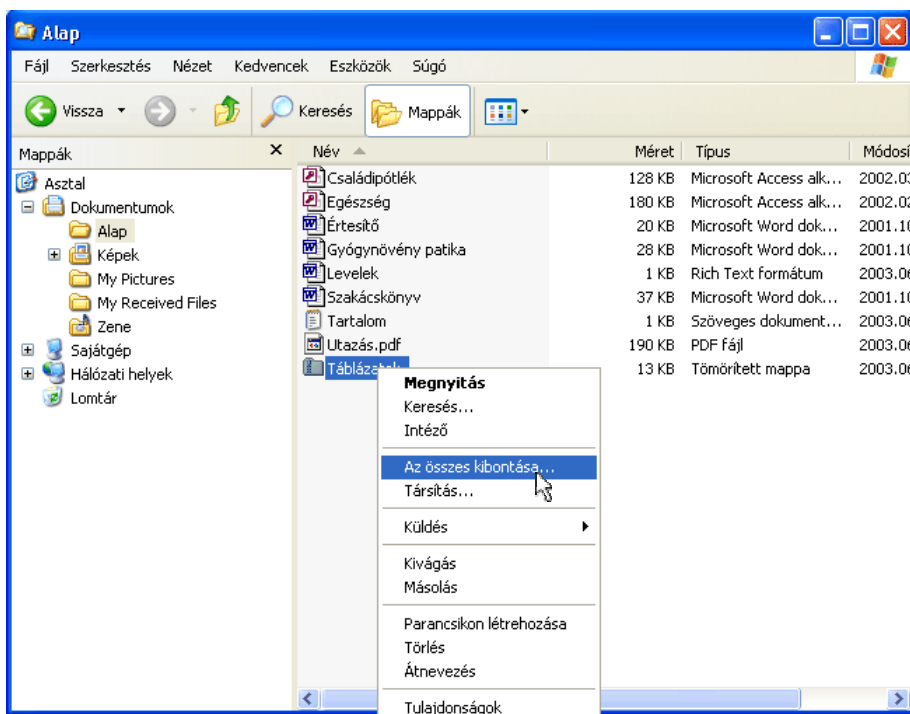 Alap
Fájl Szerkesztés Nézet Kedvencek Eszközök Súgó
Vissza Keresés Mappák
Mappák
Név Méret Típus
Asztal
Dokumentumok
Alap
Képek
My Pictures
My Received Files
Zene
Sajátgép
Hálózati helyek
Lomtár
Családipótlék 128 KB Microsoft Access alk...
Egészség 180 KB Microsoft Access alk...
Értesítő 20 KB Microsoft Word dok...
Gyógynövény patika 28 KB Microsoft Word dok...
Levelek 1 KB Rich Text formátum
Szakácskönyv 37 KB Microsoft Word dok...
Tartalom 1 KB Szöveges dokument...
Utazás.pdf 190 KB PDF fájl
13 KB Tömörített mappa
Megnyitás
Keresés...
Intéző
Az összes kibontása...
Társítás...
Küldés
Kivágás
Másolás
Parancsikon létrehozása
Törlés
Átnevezés
Tulajdonságok